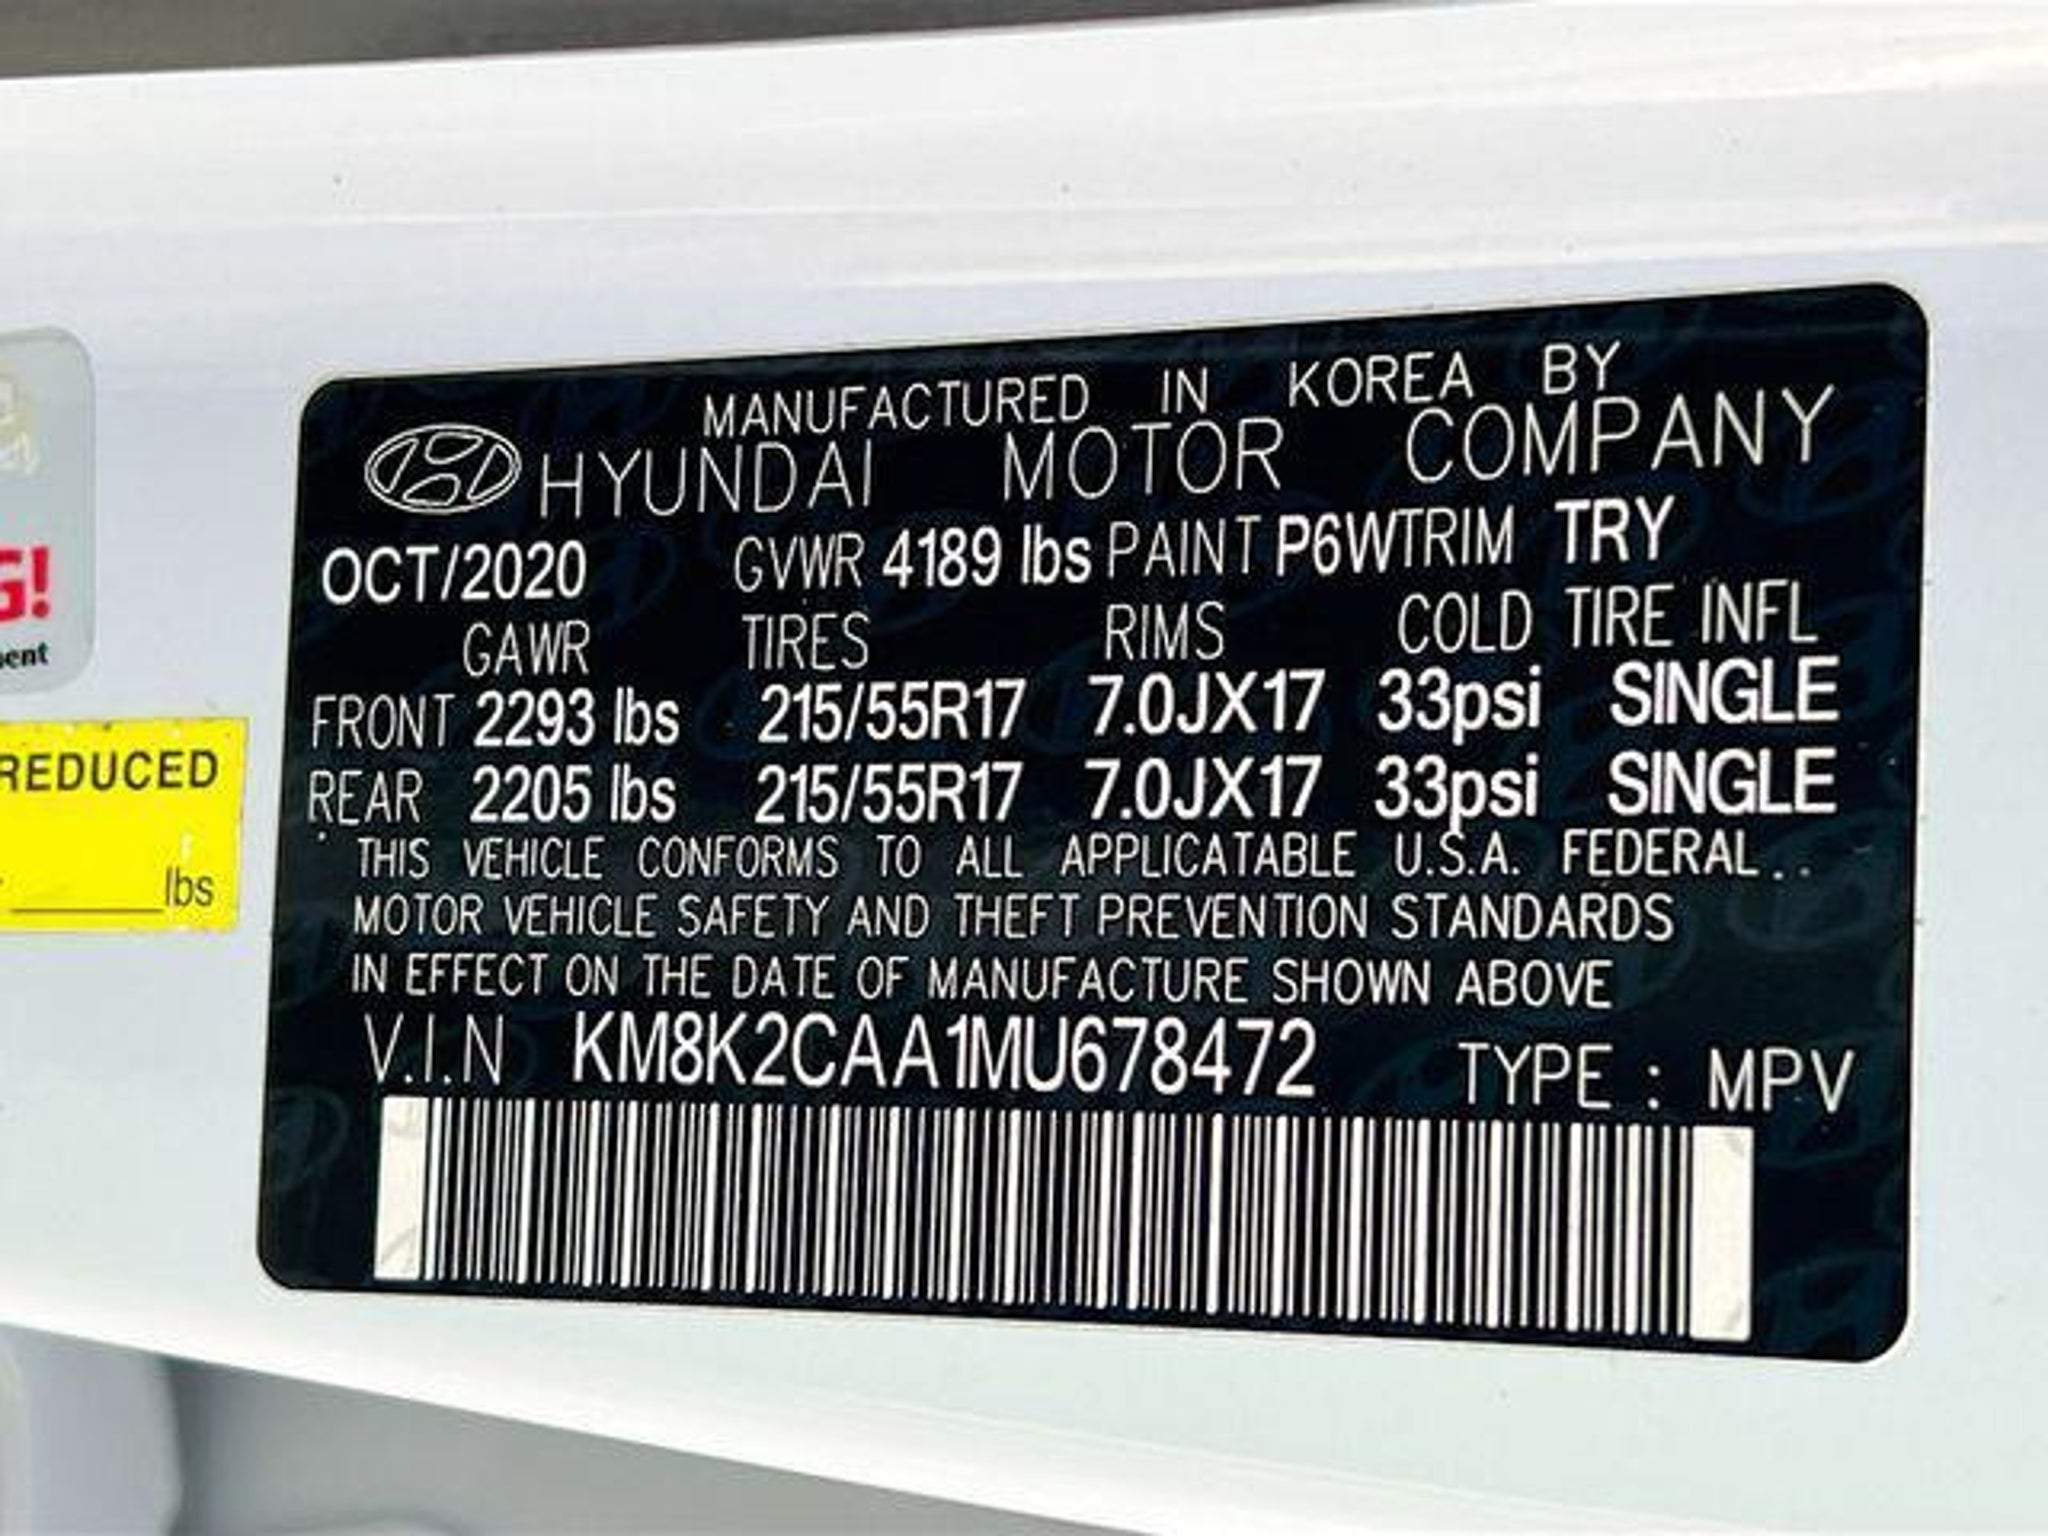 MANUFACTURED IN KOREA BY
HYUNDAI MOTOR COMPANY
OCT/2020 GVWR 4189 lbs PAINT P6W TRIM TRY
GAWR TIRES RIMS COLD TIRE INFL
FRONT 2293 lbs 215/55R17 7.0JX17 33psi SINGLE
REAR 2205 lbs 215/55R17 7.0JX17 33psi SINGLE
THIS VEHICLE CONFORMS TO ALL APPLICATABLE U.S.A. FEDERAL..
MOTOR VEHICLE SAFETY AND THEFT PREVENTION STANDARDS
IN EFFECT ON THE DATE OF MANUFACTURE SHOWN ABOVE
V.I.N KM8K2CAA1MU678472 TYPE : MPV
G!
REDUCED
lbs